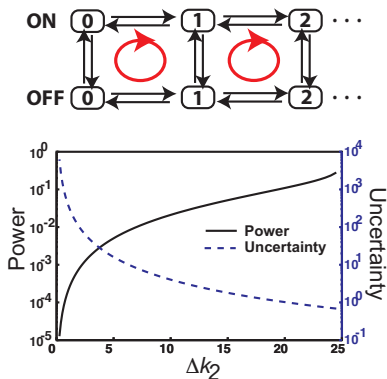 ON 0 1 2 ...
OFF 0 1 2 ...
Power
10^0
10^-1
10^-2
10^-3
10^-4
10^-5
0 5 10 15 20 25
Δk2
Power
Uncertainty
10^4
10^3
10^2
10^1
10^0
10^-1
Uncertainty